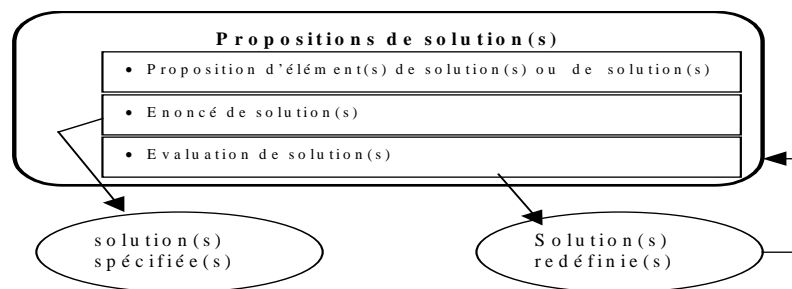 Propositions de solution(s)
• Proposition d'élément(s) de solution(s) ou de solution(s)
• Enoncé de solution(s)
• Evaluation de solution(s)
solution(s)
spécifiée(s)
Solution(s)
redéfinie(s)